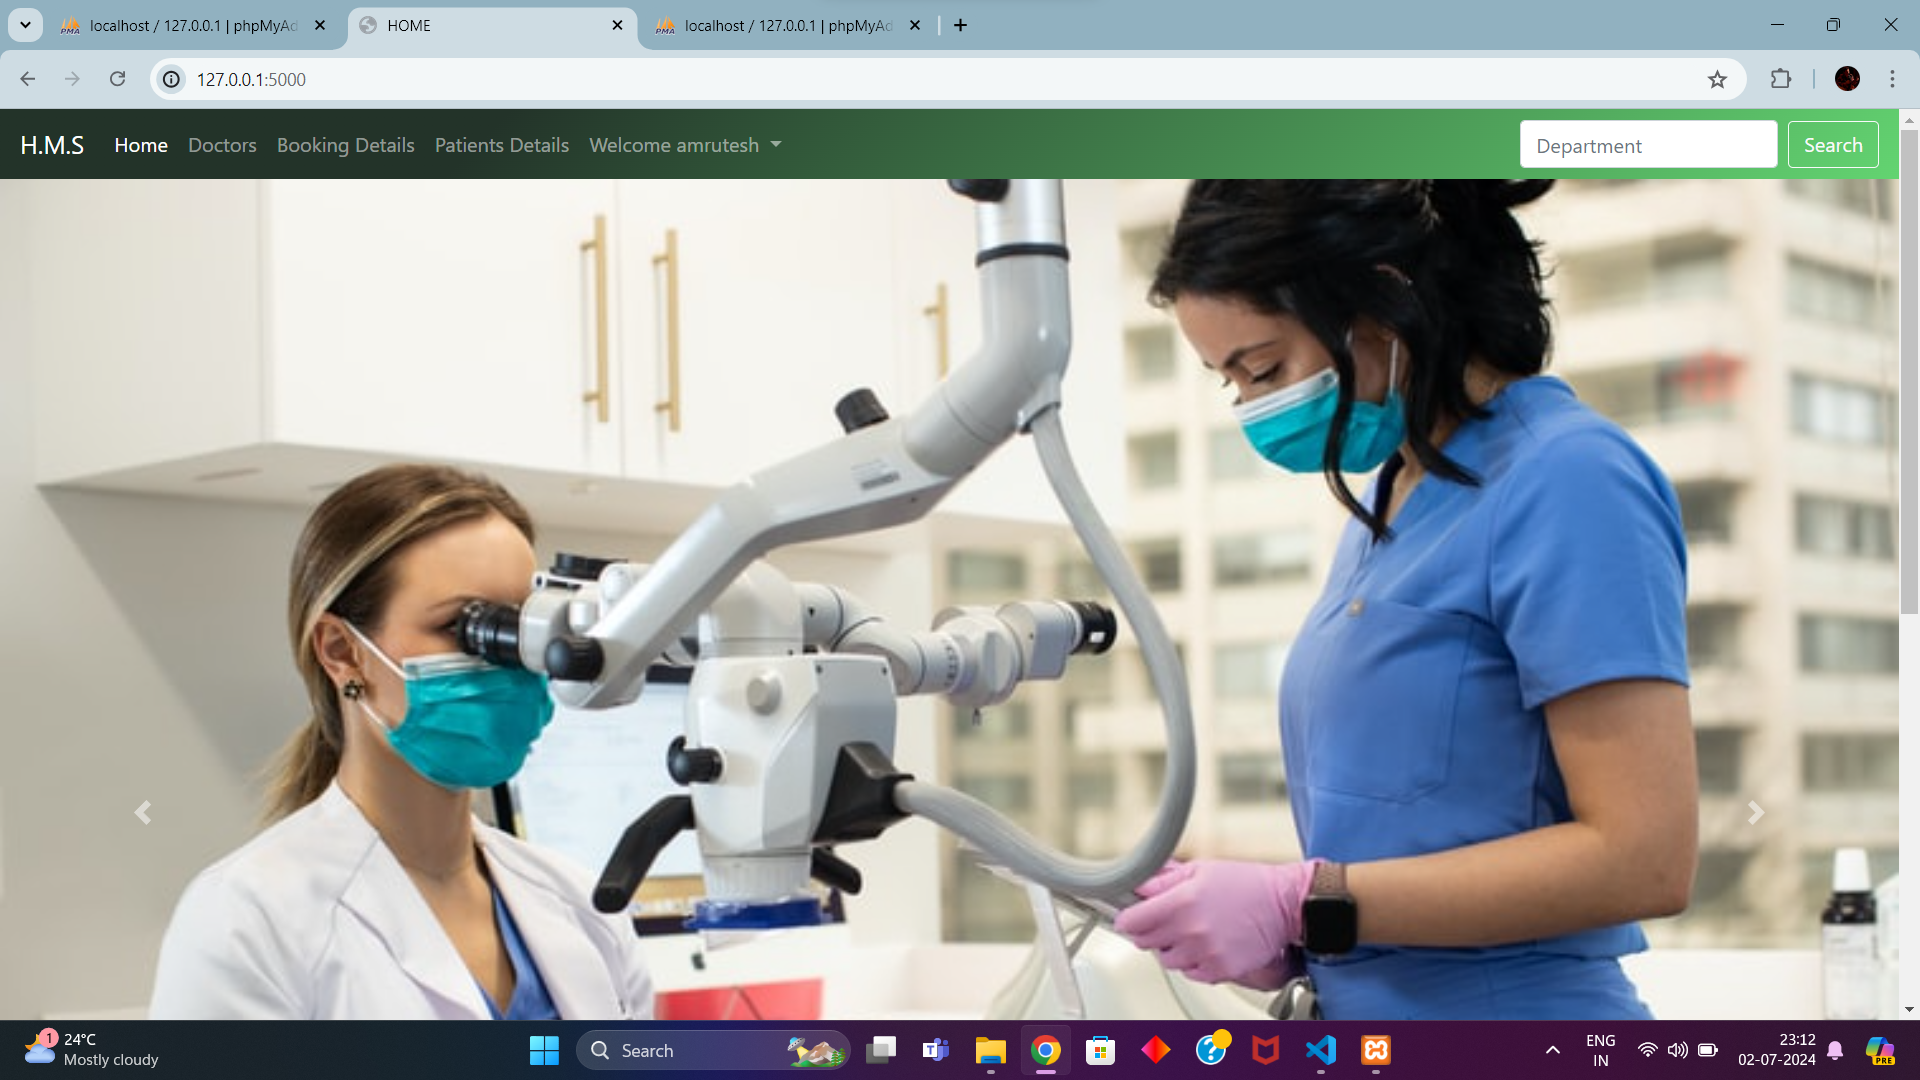 localhost / 127.0.0.1 | phpMyAd
HOME
localhost / 127.0.0.1 | phpMyAd
127.0.0.1:5000
H.M.S Home Doctors Booking Details Patients Details Welcome amrutesh
Department Search
1
24°C
Mostly cloudy
Search
ENG
IN
23:12
02-07-2024
PRE